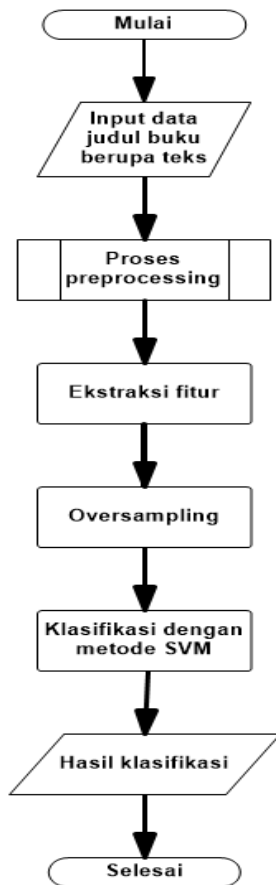 Mulai
Input data
judul buku
berupa teks
Proses
preprocessing
Ekstraksi fitur
Oversampling
Klasifikasi dengan
metode SVM
Hasil klasifikasi
Selesai